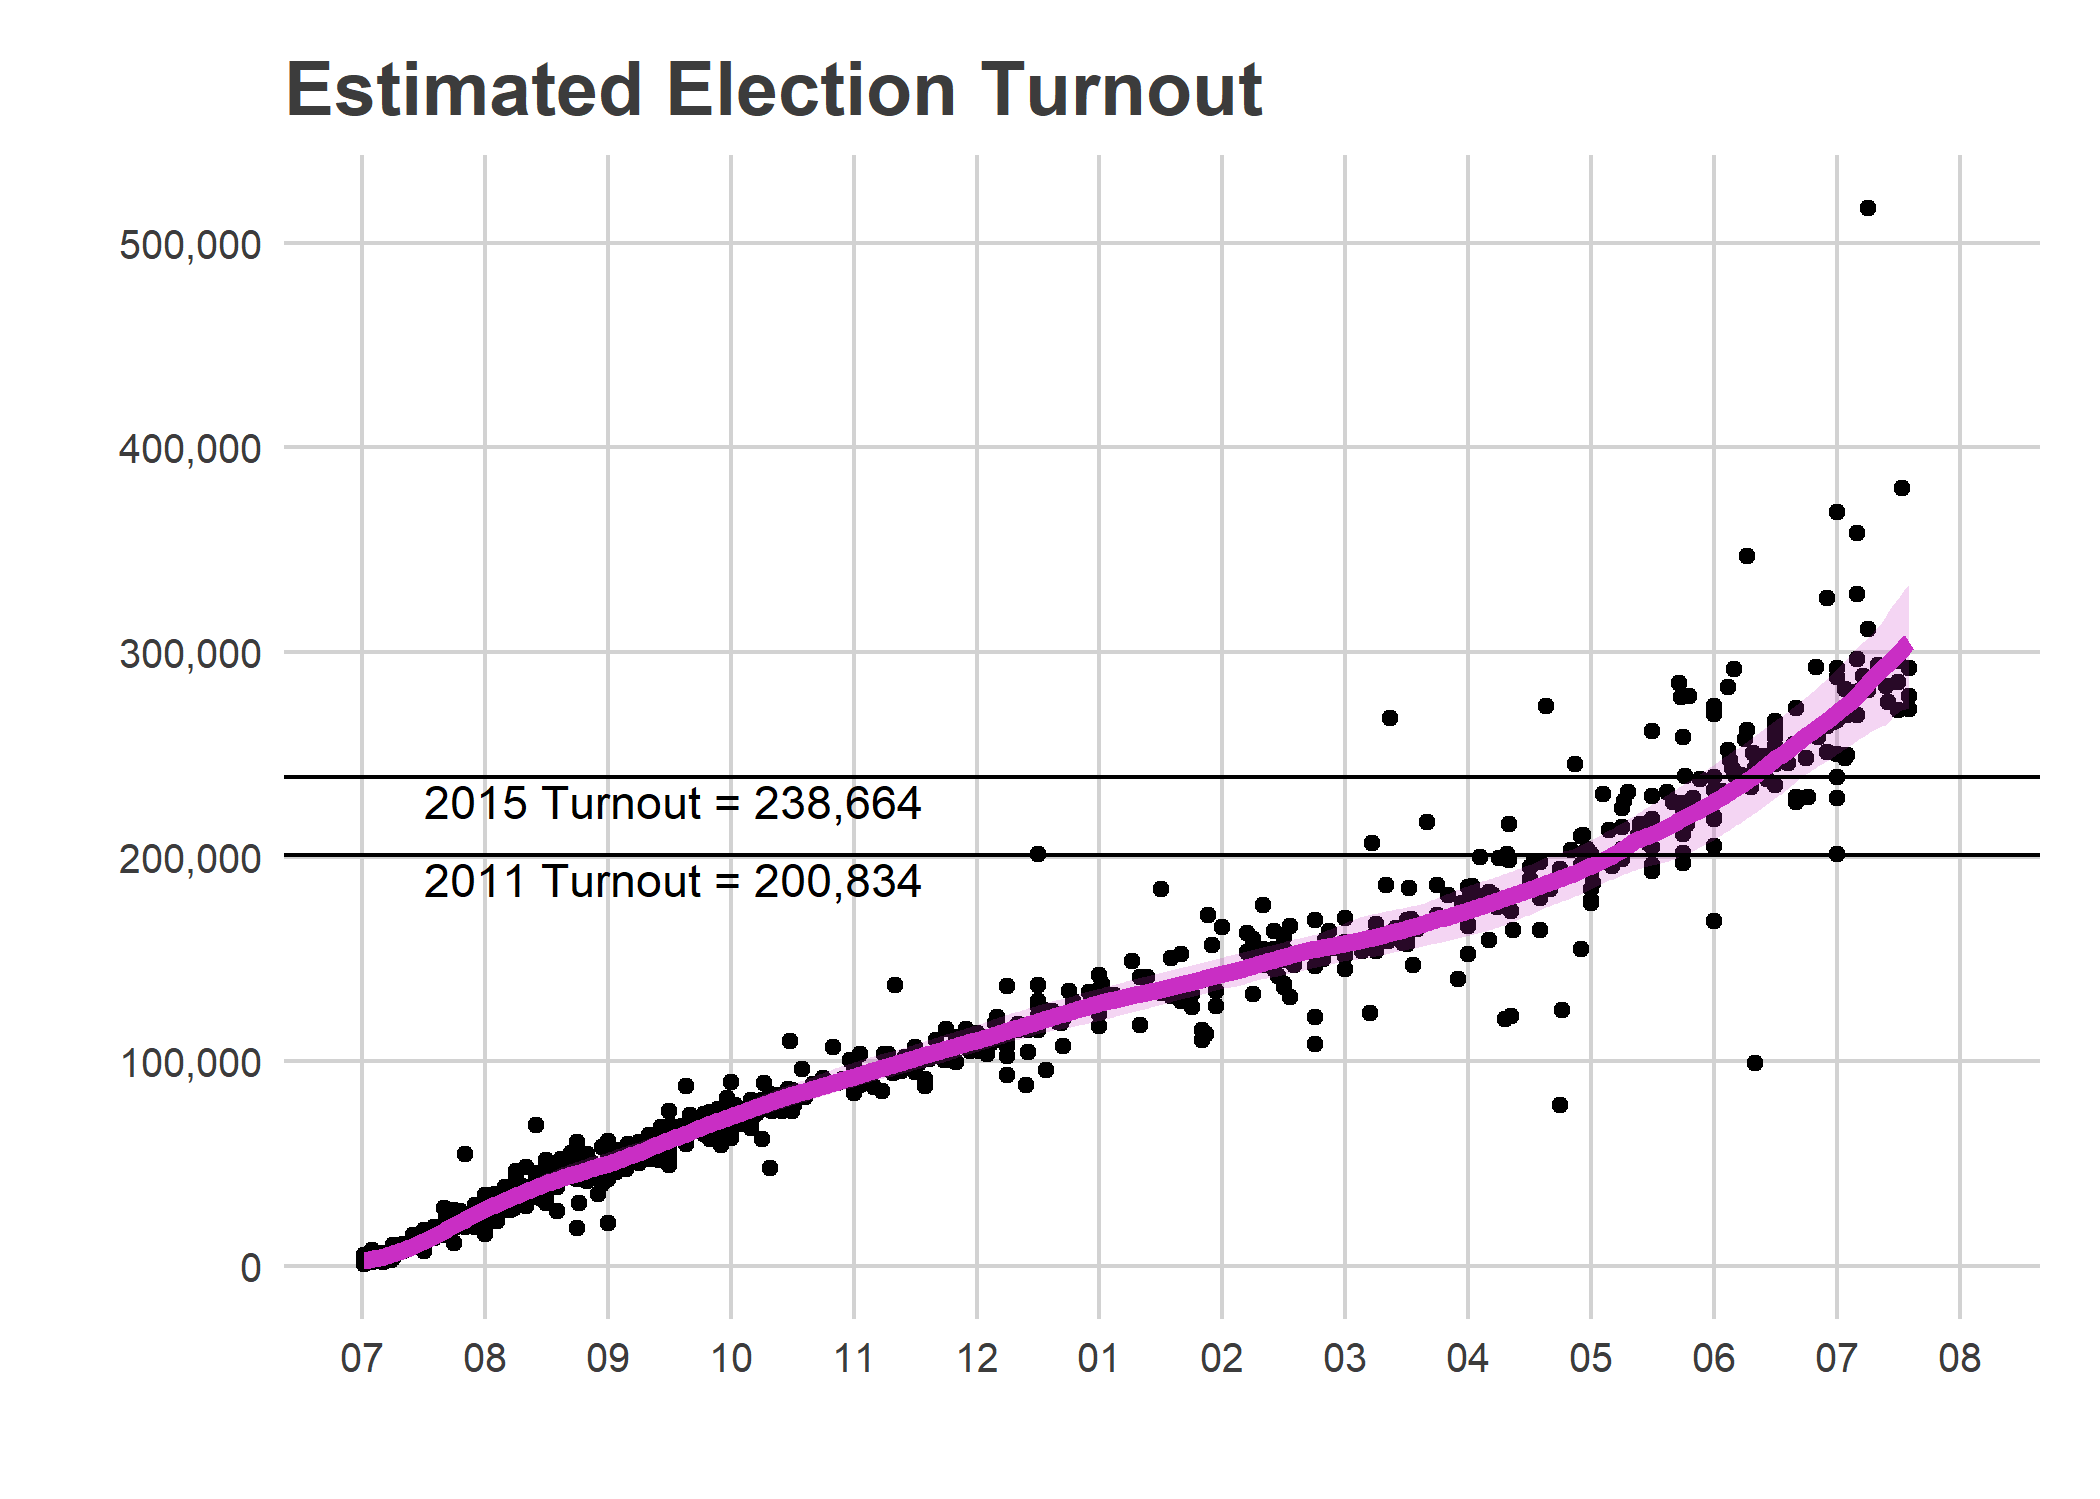 Estimated Election Turnout
500,000
400,000
300,000
2015 Turnout = 238,664
200,000
2011 Turnout = 200,834
100,000
0
07 08 09 10 11 12 01 02 03 04 05 06 07 08